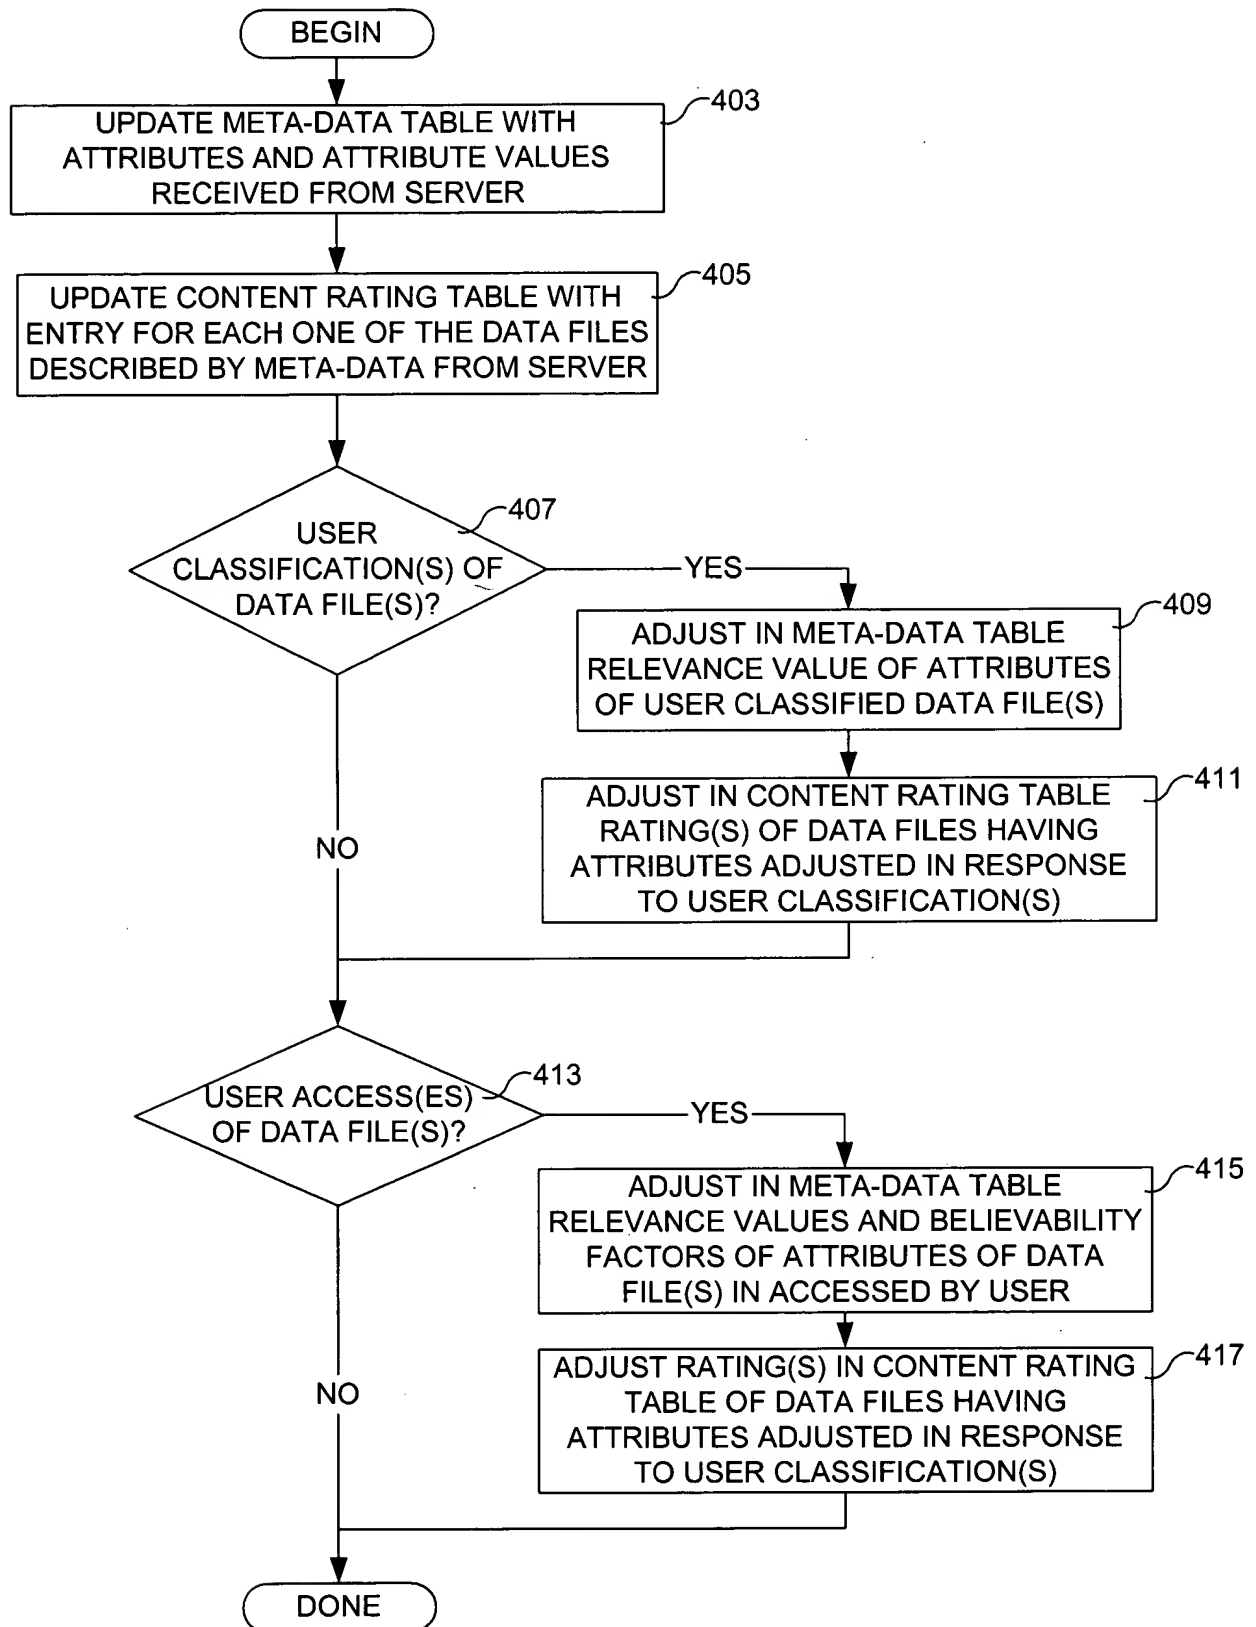 BEGIN
403
UPDATE META-DATA TABLE WITH
ATTRIBUTES AND ATTRIBUTE VALUES
RECEIVED FROM SERVER
405
UPDATE CONTENT RATING TABLE WITH
ENTRY FOR EACH ONE OF THE DATA FILES
DESCRIBED BY META-DATA FROM SERVER
407
USER
CLASSIFICATION(S) OF
DATA FILE(S)?
YES
409
ADJUST IN META-DATA TABLE
RELEVANCE VALUE OF ATTRIBUTES
OF USER CLASSIFIED DATA FILE(S)
411
ADJUST IN CONTENT RATING TABLE
RATING(S) OF DATA FILES HAVING
ATTRIBUTES ADJUSTED IN RESPONSE
TO USER CLASSIFICATION(S)
NO
413
USER ACCESS(ES)
OF DATA FILE(S)?
YES
415
ADJUST IN META-DATA TABLE
RELEVANCE VALUES AND BELIEVABILITY
FACTORS OF ATTRIBUTES OF DATA
FILE(S) IN ACCESSED BY USER
417
ADJUST RATING(S) IN CONTENT RATING
TABLE OF DATA FILES HAVING
ATTRIBUTES ADJUSTED IN RESPONSE
TO USER CLASSIFICATION(S)
NO
DONE